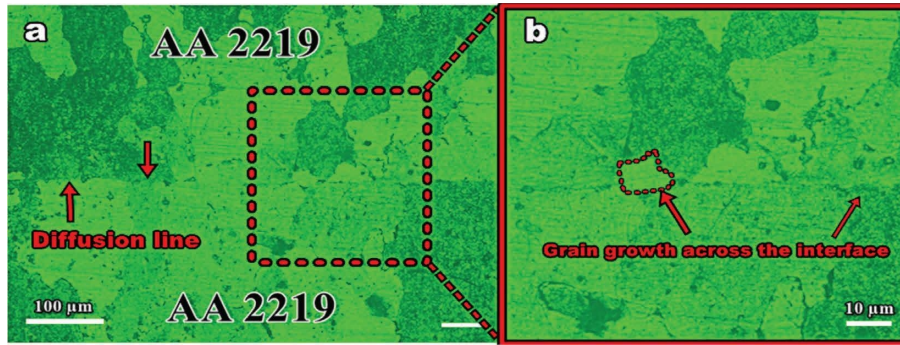 a
AA 2219
Diffusion line
AA 2219
100 µm
b
Grain growth across the interface
10 µm